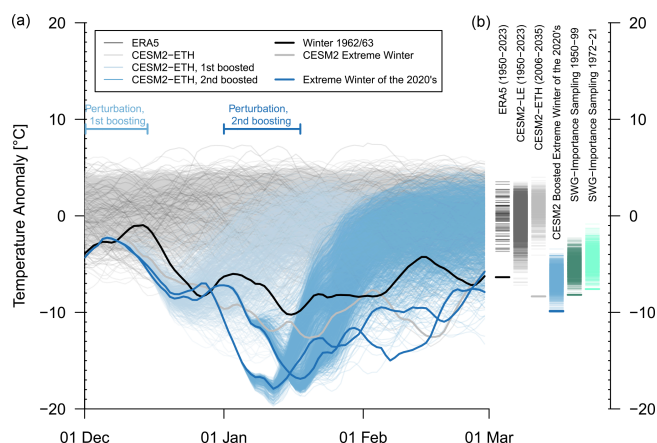 (a)
(b)
20
10
0
−10
−20
Temperature Anomaly [°C]
ERA5
CESM2−ETH
CESM2−ETH, 1st boosted
CESM2−ETH, 2nd boosted
Winter 1962/63
CESM2 Extreme Winter
Extreme Winter of the 2020's
Perturbation,
1st boosting
Perturbation,
2nd boosting
01 Dec
01 Jan
01 Feb
01 Mar
ERA5 (1950−2023)
CESM2−LE (1950−2023)
CESM2−ETH (2006−2035)
CESM2 Boosted Extreme Winter of the 2020's
SWG−Importance Sampling 1950−99
SWG−Importance Sampling 1972−21
20
10
0
−10
−20